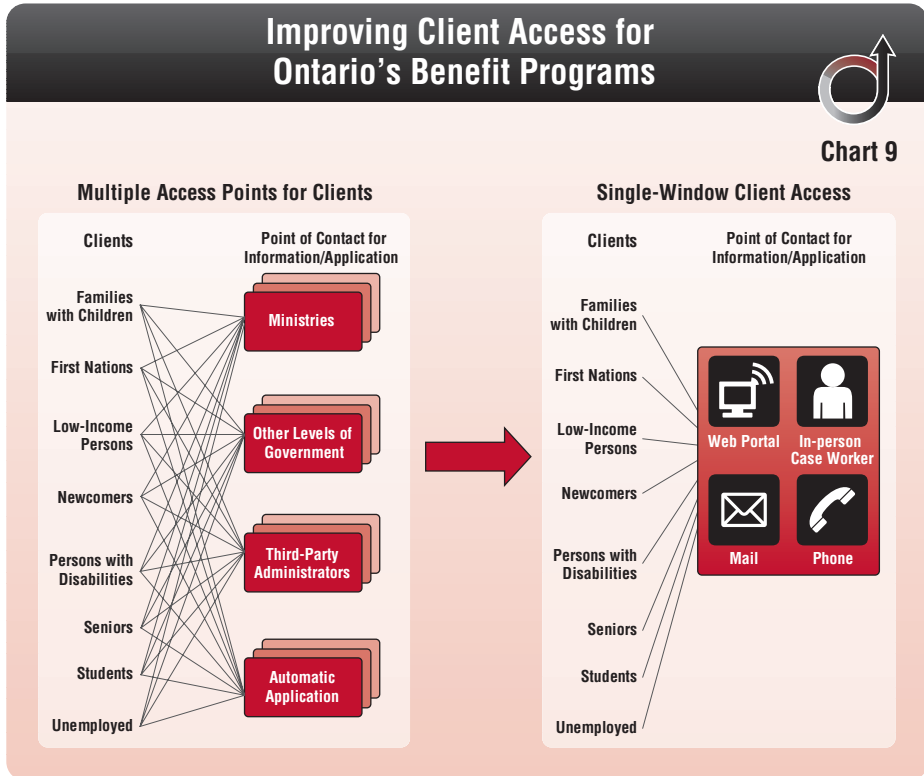 Improving Client Access for
Ontario's Benefit Programs
Chart 9
Multiple Access Points for Clients
Clients
Point of Contact for
Information/Application
Families
with Children
First Nations
Low-Income
Persons
Newcomers
Persons with
Disabilities
Seniors
Students
Unemployed
Ministries
Other Levels of
Government
Third-Party
Administrators
Automatic
Application
Single-Window Client Access
Clients
Point of Contact for
Information/Application
Families
with Children
First Nations
Low-Income
Persons
Newcomers
Persons with
Disabilities
Seniors
Students
Unemployed
Web Portal
In-person
Case Worker
Mail
Phone